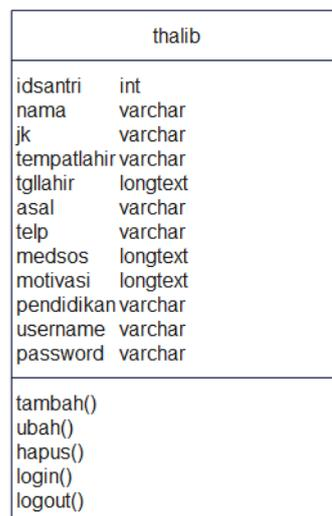 thalib
idsantri int
nama varchar
jk varchar
tempatlahir varchar
tgllahir longtext
asal varchar
telp varchar
medsos longtext
motivasi longtext
pendidikan varchar
username varchar
password varchar
tambah()
ubah()
hapus()
login()
logout()